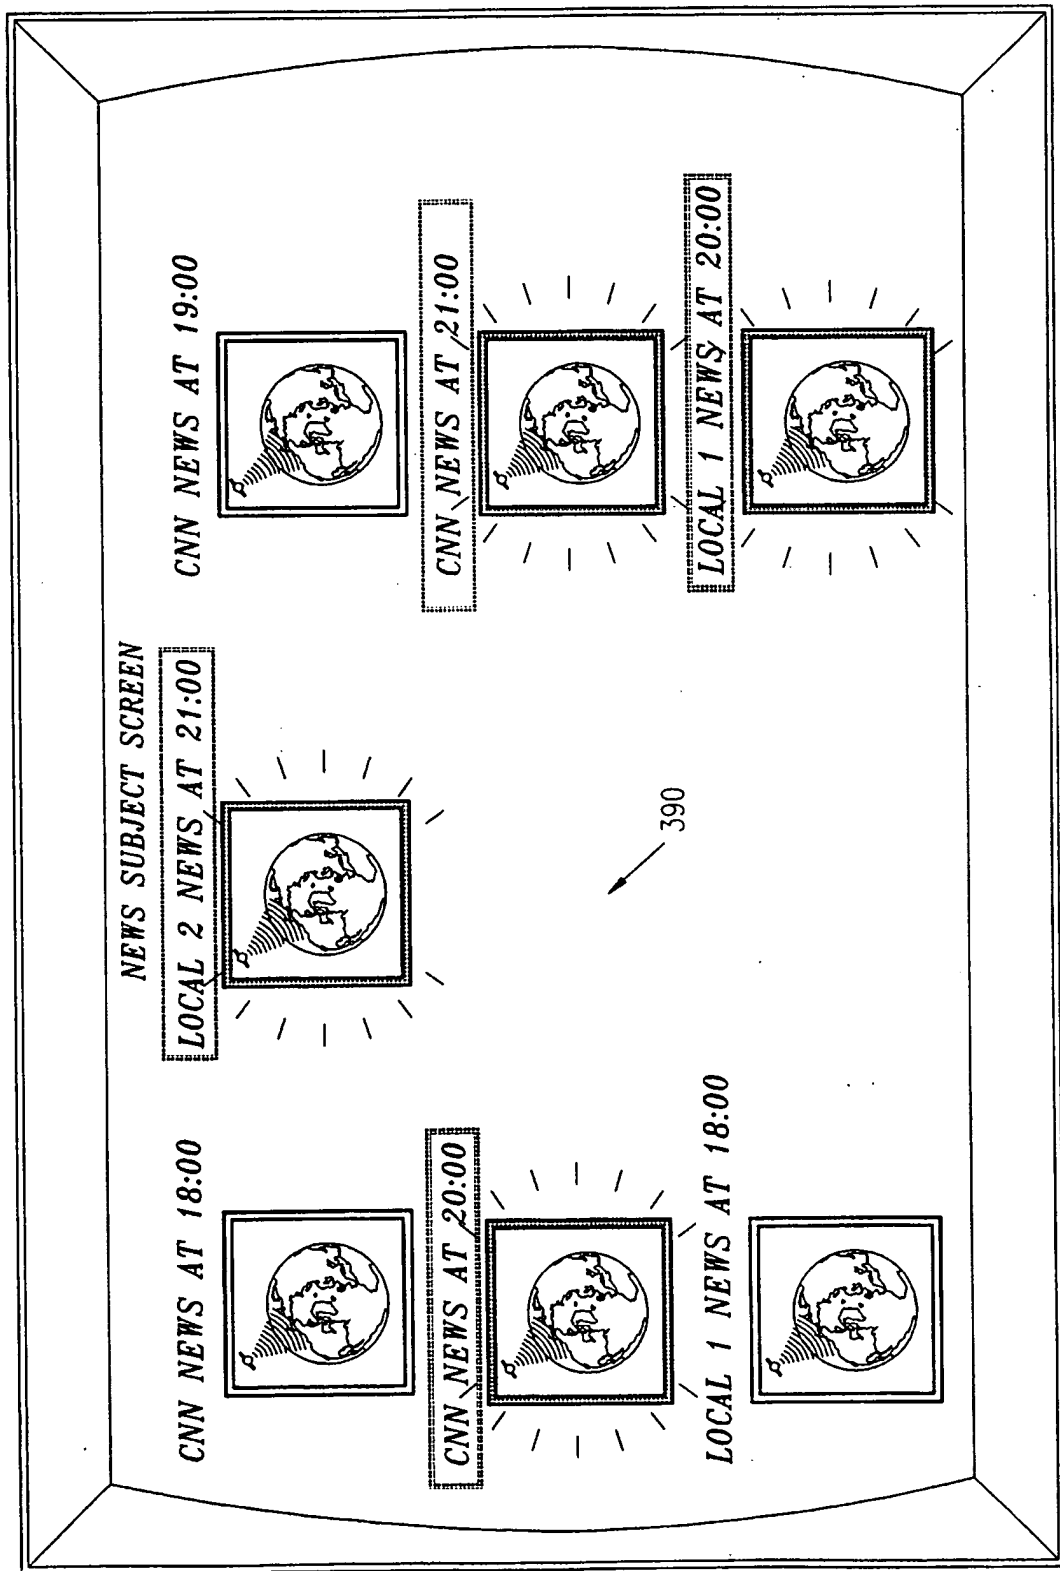 NEWS SUBJECT SCREEN
CNN NEWS AT 18:00
LOCAL 2 NEWS AT 21:00
CNN NEWS AT 19:00
CNN NEWS AT 20:00
CNN NEWS AT 21:00
LOCAL 1 NEWS AT 18:00
LOCAL 1 NEWS AT 20:00
390